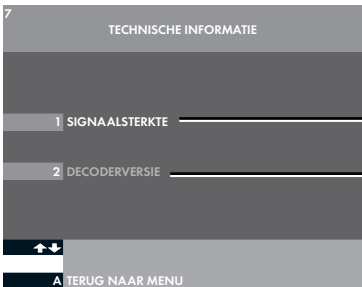 7
TECHNISCHE INFORMATIE
1 SIGNAALSTERKTE
2 DECODERVERSIE
A TERUG NAAR MENU